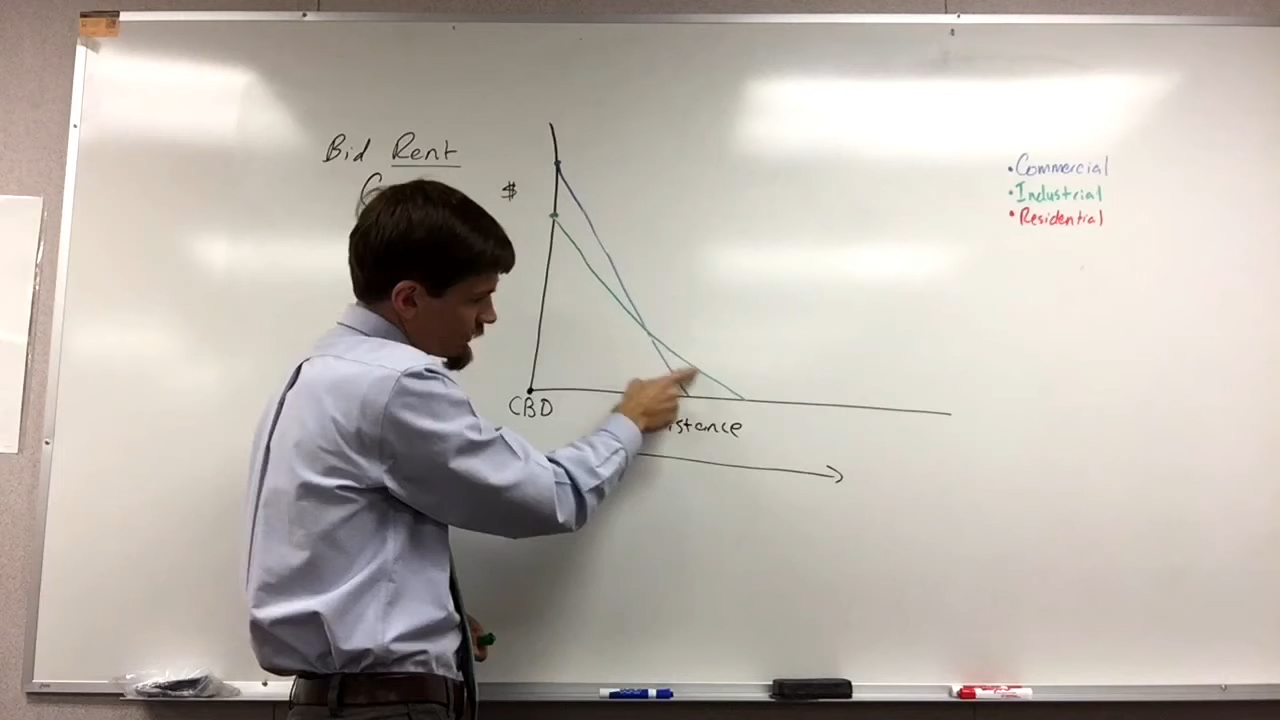 Bid Rent
$
CBD
istance
•Commercial
•Industrial
•Residential